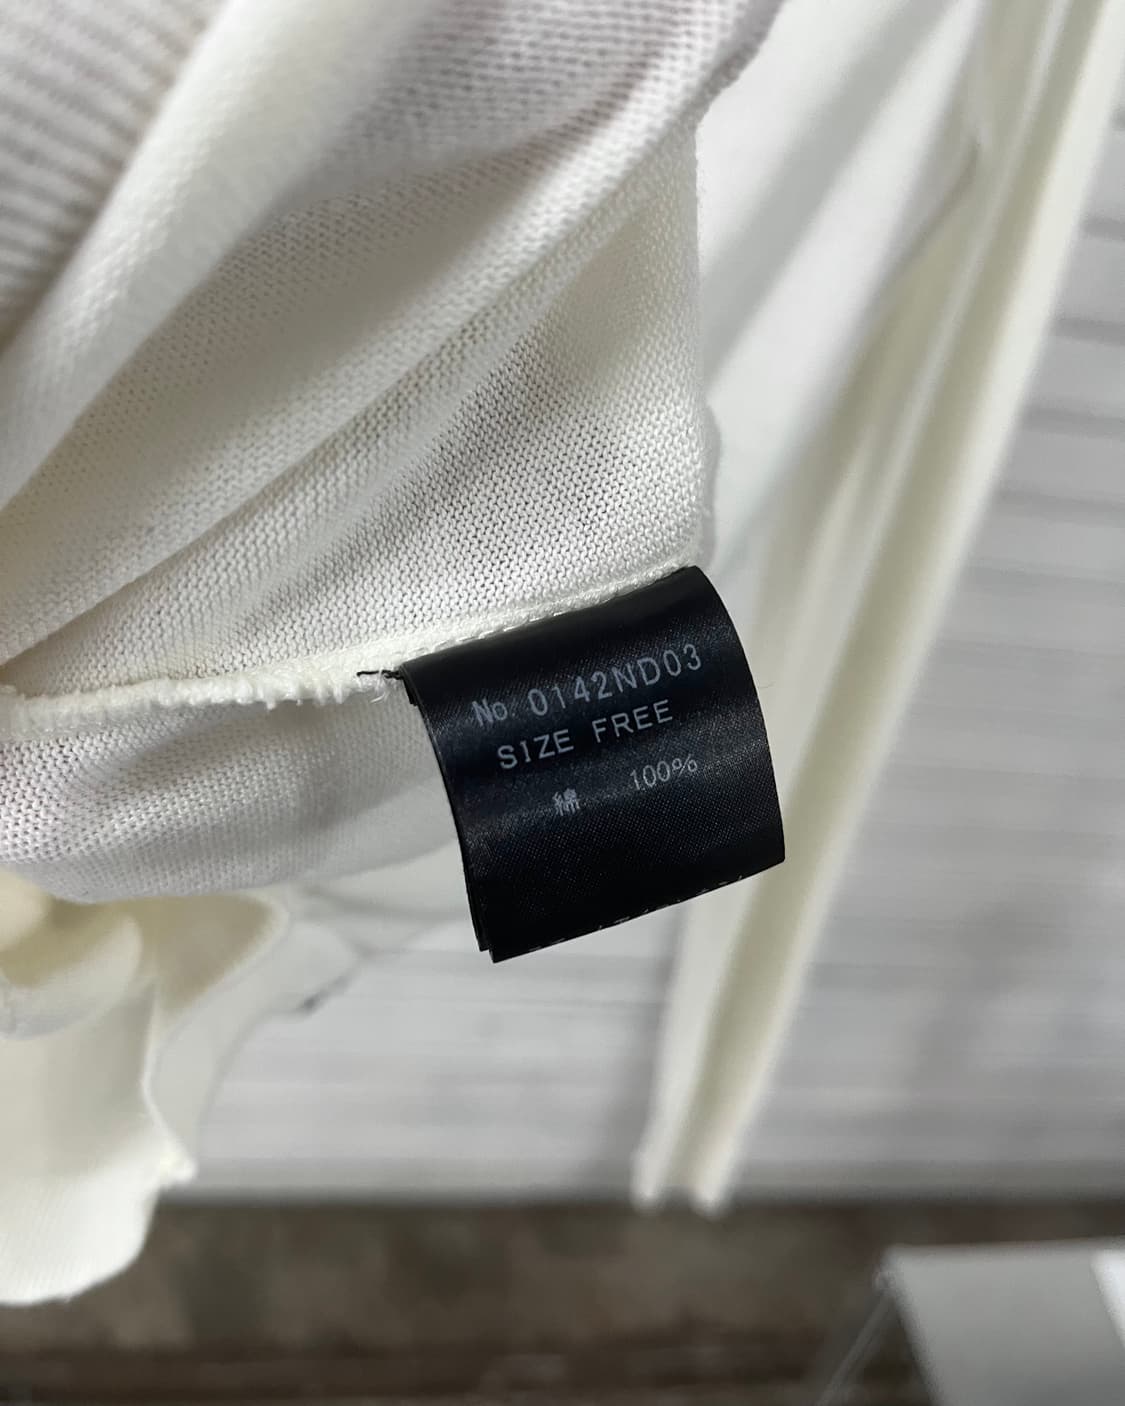 No 0142ND03
SIZE FREE
綿 100%